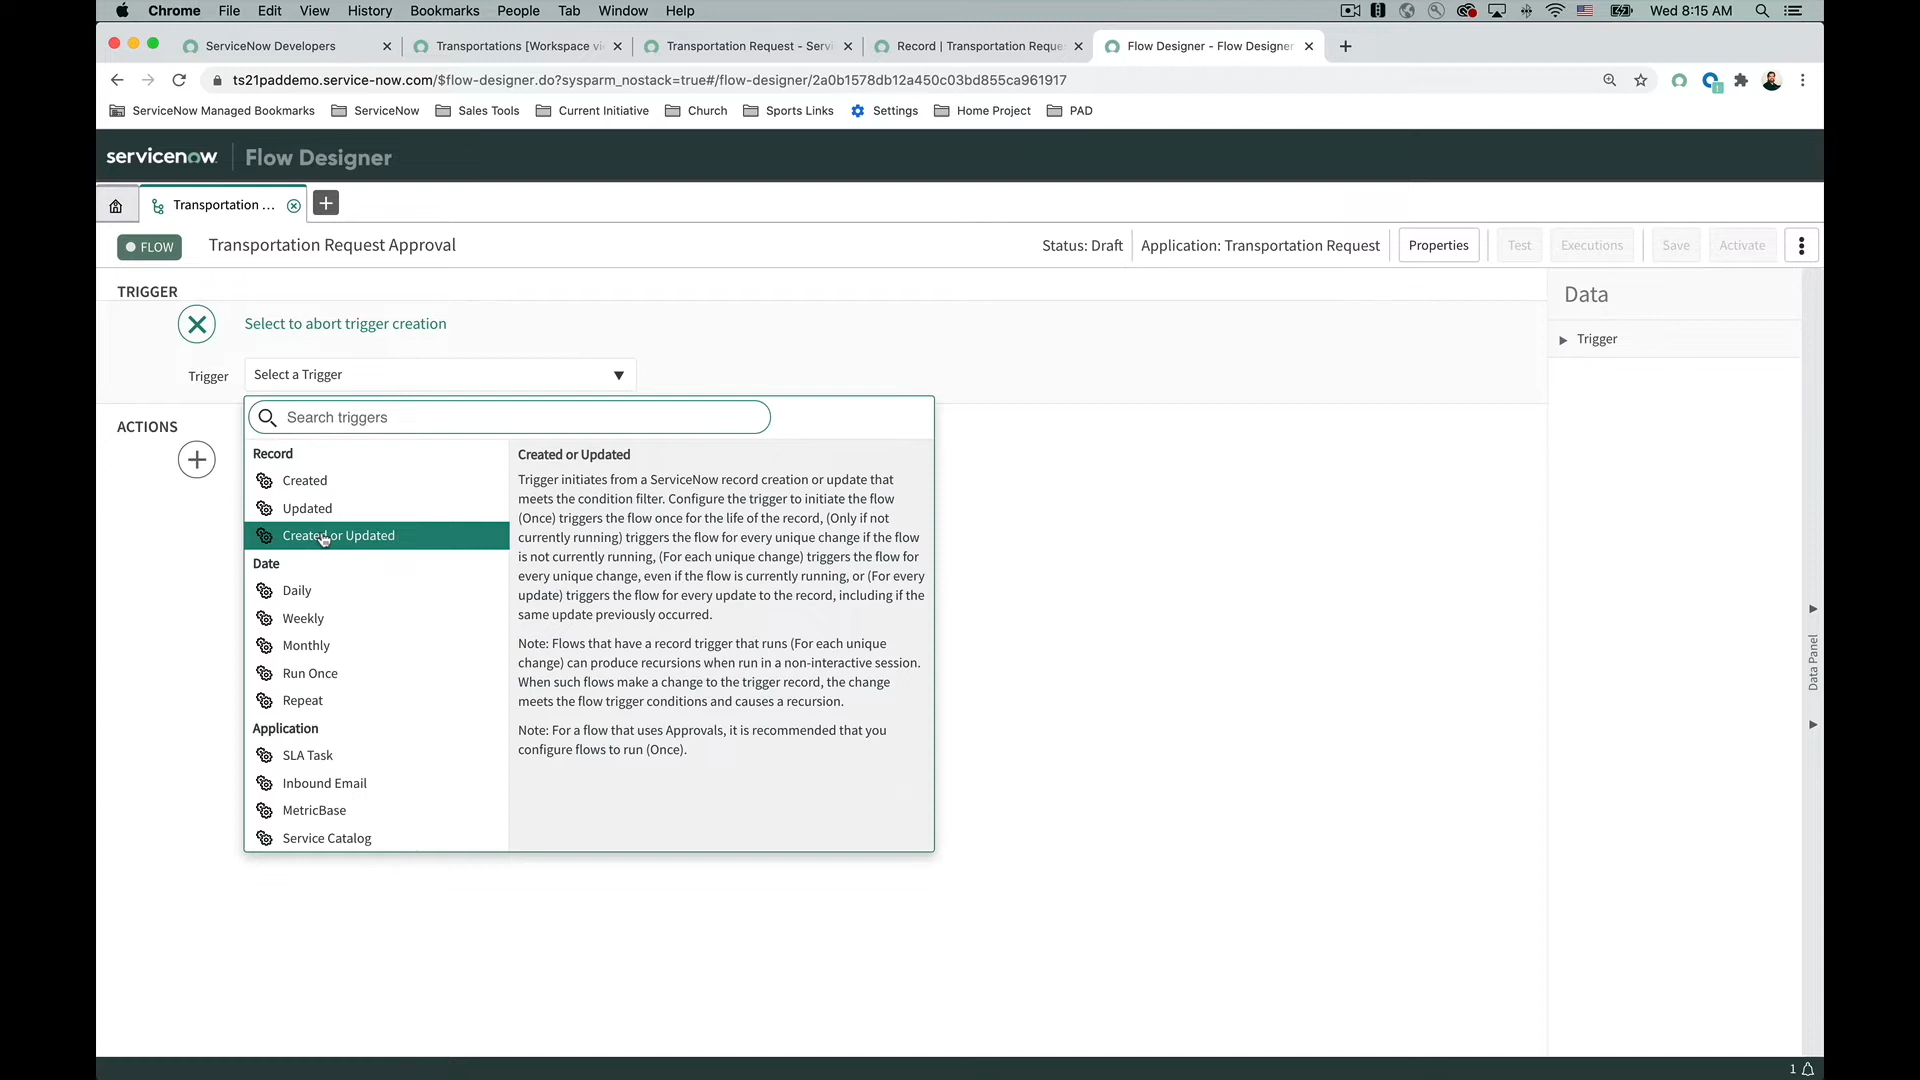 Chrome File Edit View History Bookmarks People Tab Window Help Wed 8:15 AM
ServiceNow Developers Transportations [Workspace vi Transportation Request - Servi Record | Transportation Reque Flow Designer - Flow Designer
ts21paddemo.service-now.com/$flow-designer.do?sysparm_nostack=true#/flow-designer/2a0b1578db12a450c03bd855ca961917
ServiceNow Managed Bookmarks ServiceNow Sales Tools Current Initiative Church Sports Links Settings Home Project PAD
servicenow Flow Designer
Transportation ...
FLOW Transportation Request Approval Status: Draft Application: Transportation Request Properties Test Executions Save Activate
TRIGGER
Data
Select to abort trigger creation
Trigger
Trigger Select a Trigger
Search triggers
ACTIONS
Record
Created
Updated
Created or Updated
Date
Daily
Weekly
Monthly
Run Once
Repeat
Application
SLA Task
Inbound Email
MetricBase
Service Catalog
Created or Updated
Trigger initiates from a ServiceNow record creation or update that
meets the condition filter. Configure the trigger to initiate the flow
(Once) triggers the flow once for the life of the record, (Only if not
currently running) triggers the flow for every unique change if the flow
is not currently running, (For each unique change) triggers the flow for
every unique change, even if the flow is currently running, or (For every
update) triggers the flow for every update to the record, including if the
same update previously occurred.
Note: Flows that have a record trigger that runs (For each unique
change) can produce recursions when run in a non-interactive session.
When such flows make a change to the trigger record, the change
meets the flow trigger conditions and causes a recursion.
Note: For a flow that uses Approvals, it is recommended that you
configure flows to run (Once).
Data Panel
1